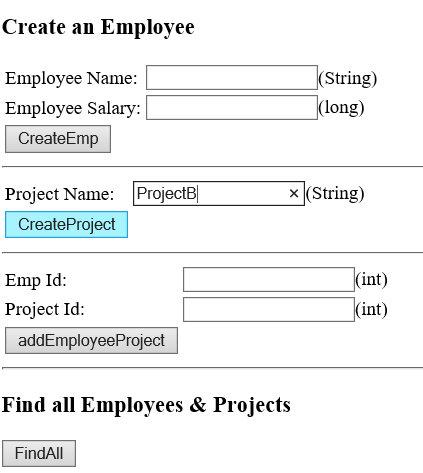 Create an Employee
Employee Name: (String)
Employee Salary: (long)
CreateEmp
Project Name: ProjectB × (String)
CreateProject
Emp Id: (int)
Project Id: (int)
addEmployeeProject
Find all Employees & Projects
FindAll